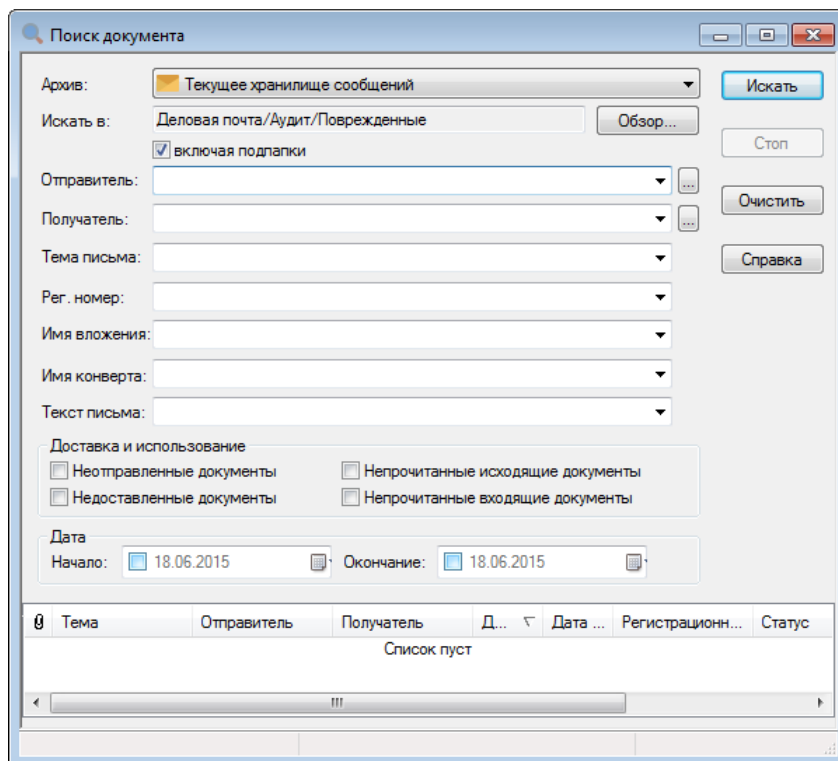 Поиск документа
Архив: Текущее хранилище сообщений Искать
Искать в: Деловая почта/Аудит/Поврежденные Обзор...
включая подпапки Стоп
Отправитель: ...
Очистить
Получатель: ...
Тема письма: Справка
Рег. номер:
Имя вложения:
Имя конверта:
Текст письма:
Доставка и использование
Неотправленные документы Непрочитанные исходящие документы
Недоставленные документы Непрочитанные входящие документы
Дата
Начало: 18.06.2015 Окончание: 18.06.2015
Тема Отправитель Получатель Д... Дата ... Регистрационн... Статус
Список пуст